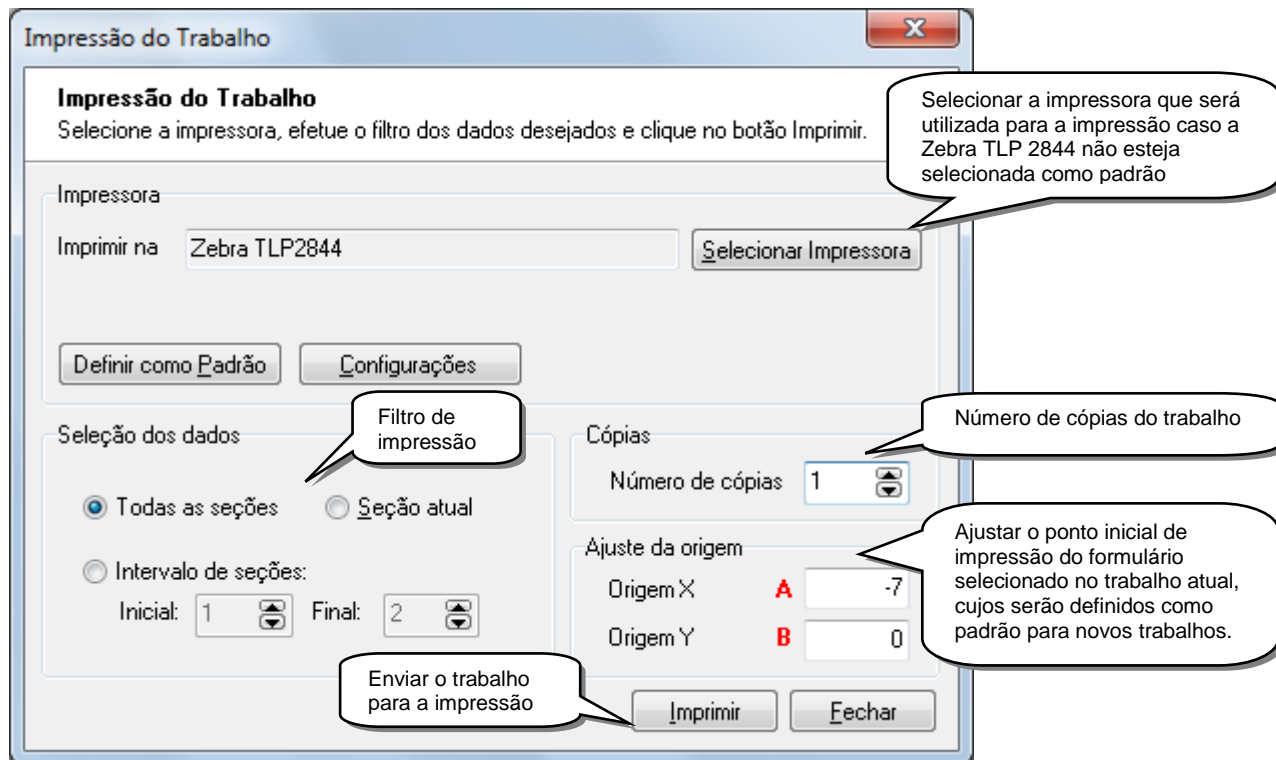 Impressão do Trabalho
Impressão do Trabalho
Selecione a impressora, efetue o filtro dos dados desejados e clique no botão Imprimir.
Selecionar a impressora que será
utilizada para a impressão caso a
Zebra TLP 2844 não esteja
selecionada como padrão
Impressora
Imprimir na Zebra TLP2844 Selecionar Impressora
Definir como Padrão Configurações
Filtro de
impressão
Número de cópias do trabalho
Seleção dos dados
Todas as seções Seção atual
Intervalo de seções:
Inicial: 1 Final: 2
Cópias
Número de cópias 1
Ajuste da origem
Origem X A -7
Origem Y B 0
Ajustar o ponto inicial de
impressão do formulário
selecionado no trabalho atual,
cujos serão definidos como
padrão para novos trabalhos.
Enviar o trabalho
para a impressão
Imprimir Fechar